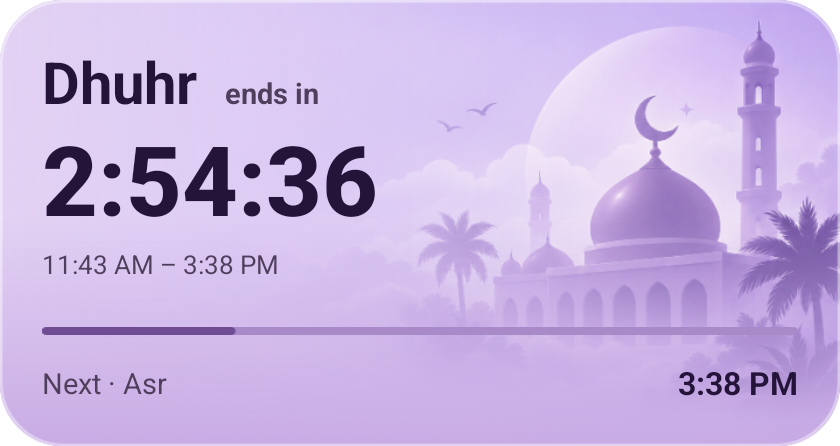 Dhuhr ends in
2:54:36
11:43 AM – 3:38 PM
Next · Asr
3:38 PM